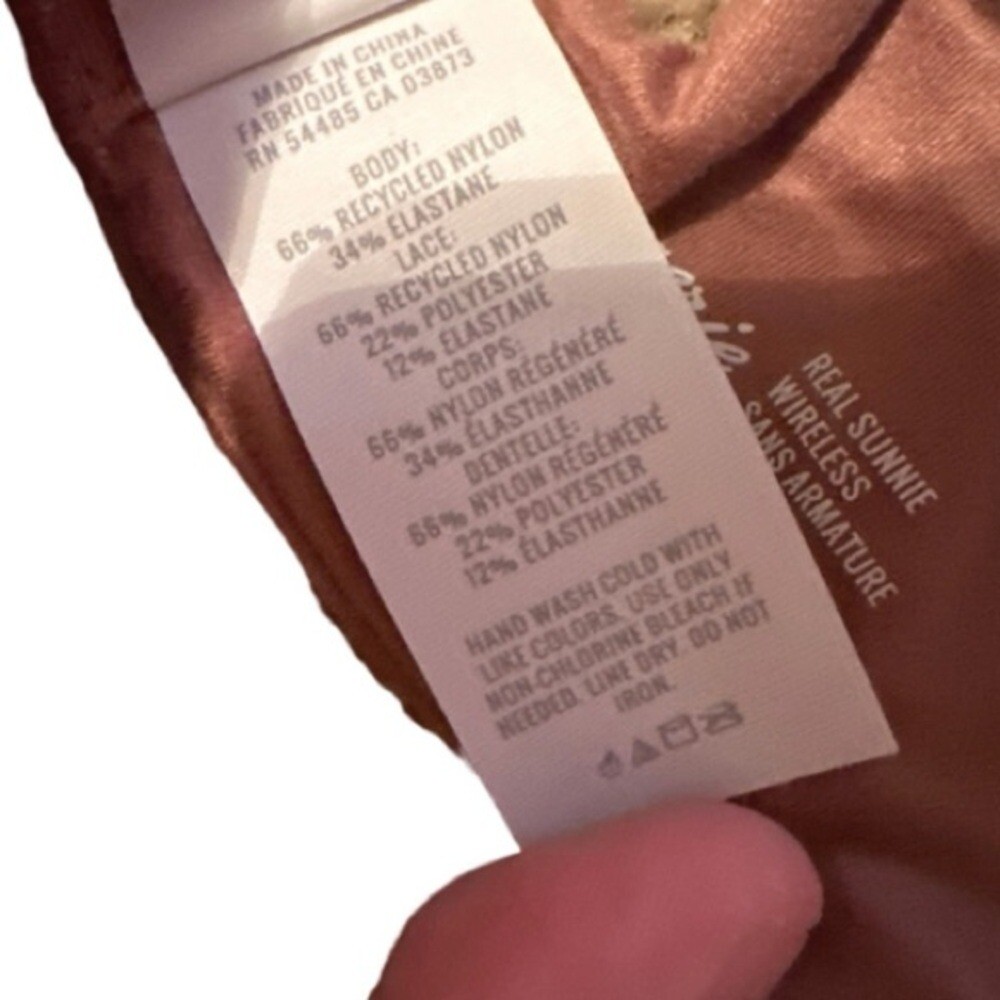 MADE IN CHINA
FABRIQUÉ EN CHINE
RN 54485 CA 03873
BODY:
66% RECYCLED NYLON
34% ÉLASTANE
LACE:
66% RECYCLED NYLON
22% POLYESTER
12% ÉLASTANE
CORPS:
66% NYLON RÉGÉNÉRÉ
34% ÉLASTHANNE
DENTELLE:
66% NYLON RÉGÉNÉRÉ
22% POLYESTER
12% ÉLASTHANNE
HAND WASH COLD WITH
LIKE COLORS. USE ONLY
NON-CHLORINE BLEACH IF
NEEDED. LINE DRY. DO NOT
IRON.
REAL SUNNIE
WIRELESS
SANS ARMATURE